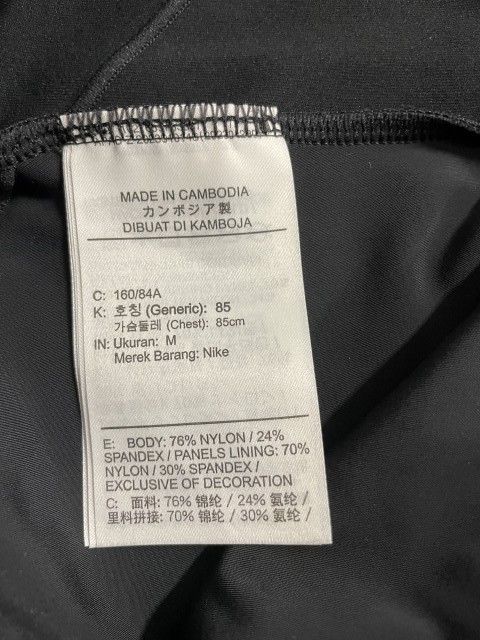 MADE IN CAMBODIA
カンボジア製
DIBUAT DI KAMBOJA
C: 160/84A
K: 호칭 (Generic): 85
가슴둘레 (Chest): 85cm
IN: Ukuran: M
Merek Barang: Nike
E: BODY: 76% NYLON / 24%
SPANDEX / PANELS LINING: 70%
NYLON / 30% SPANDEX /
EXCLUSIVE OF DECORATION
C: 面料: 76% 锦纶 / 24% 氨纶 /
里料拼接: 70% 锦纶 / 30% 氨纶 /